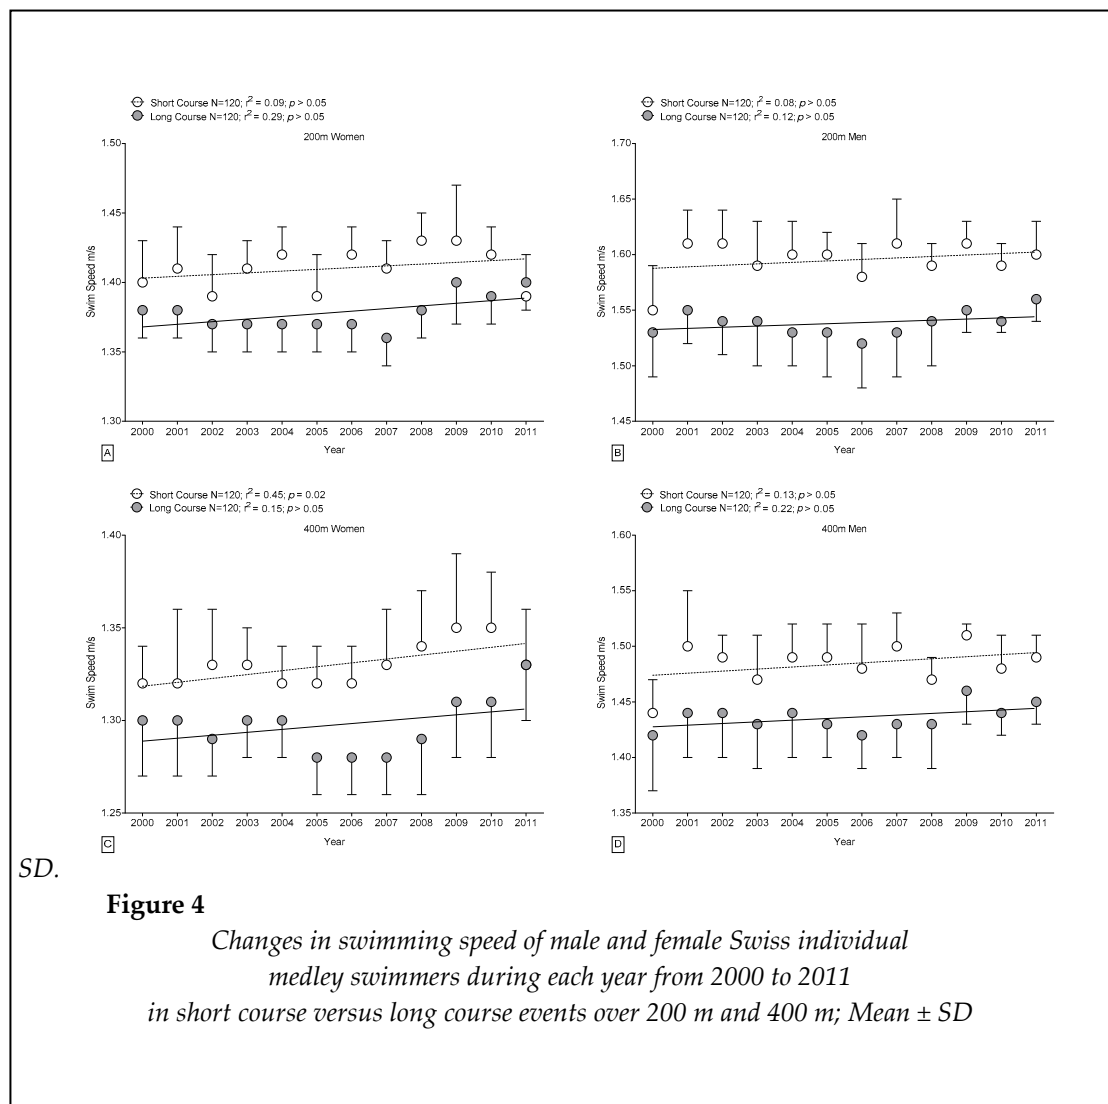 Short Course N=120; r2 = 0.09; p > 0.05
Long Course N=120; r2 = 0.29; p > 0.05
200m Women
1.50
1.45
1.40
1.35
1.30
Swim Speed m/s
2000 2001 2002 2003 2004 2005 2006 2007 2008 2009 2010 2011
Year
A
Short Course N=120; r2 = 0.08; p > 0.05
Long Course N=120; r2 = 0.12; p > 0.05
200m Men
1.70
1.65
1.60
1.55
1.50
1.45
Swim Speed m/s
2000 2001 2002 2003 2004 2005 2006 2007 2008 2009 2010 2011
Year
B
Short Course N=120; r2 = 0.45; p = 0.02
Long Course N=120; r2 = 0.15; p > 0.05
400m Women
1.40
1.35
1.30
1.25
Swim Speed m/s
2000 2001 2002 2003 2004 2005 2006 2007 2008 2009 2010 2011
Year
C
Short Course N=120; r2 = 0.13; p > 0.05
Long Course N=120; r2 = 0.22; p > 0.05
400m Men
1.60
1.55
1.50
1.45
1.40
1.35
Swim Speed m/s
2000 2001 2002 2003 2004 2005 2006 2007 2008 2009 2010 2011
Year
D
SD.
Figure 4
Changes in swimming speed of male and female Swiss individual
medley swimmers during each year from 2000 to 2011
in short course versus long course events over 200 m and 400 m; Mean ± SD